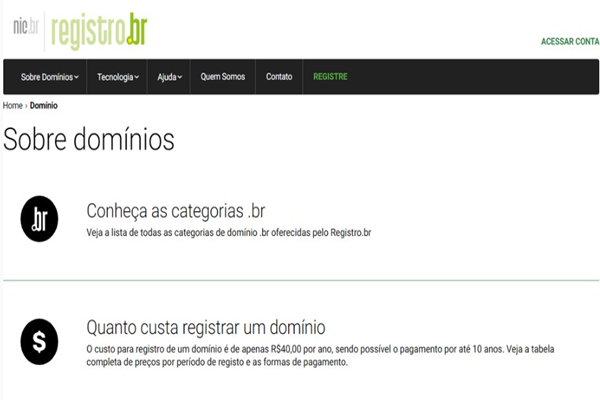 nic.br registro.br
ACESSAR CONTA
Sobre Domínios Tecnologia Ajuda Quem Somos Contato REGISTRE
Home › Domínio
Sobre domínios
.br
Conheça as categorias .br
Veja a lista de todas as categorias de domínio .br oferecidas pelo Registro.br
$
Quanto custa registrar um domínio
O custo para registro de um domínio é de apenas R$40,00 por ano, sendo possível o pagamento por até 10 anos. Veja a tabela
completa de preços por período de registo e as formas de pagamento.